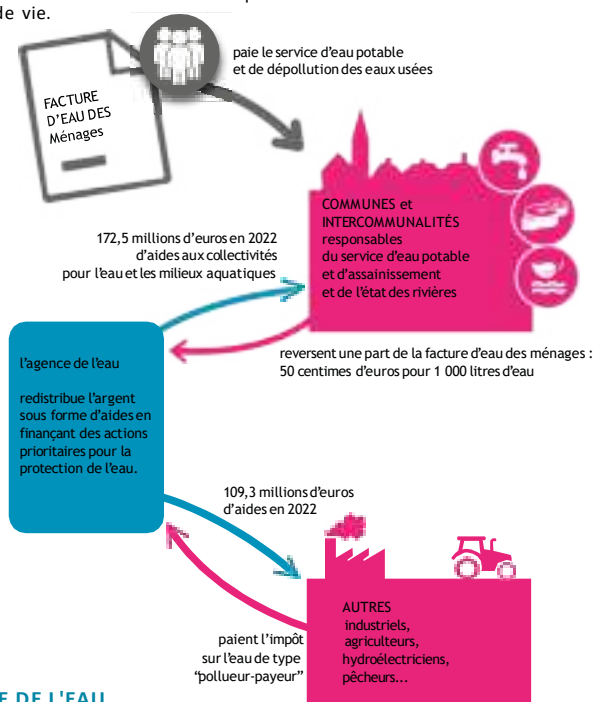 de vie.
paie le service d'eau potable
et de dépollution des eaux usées
FACTURE
D'EAU DES
Ménages
COMMUNES et
INTERCOMMUNALITÉS
responsables
du service d'eau potable
et d'assainissement
et de l'état des rivières
172,5 millions d'euros en 2022
d'aides aux collectivités
pour l'eau et les milieux aquatiques
reversent une part de la facture d'eau des ménages :
50 centimes d'euros pour 1 000 litres d'eau
l'agence de l'eau
redistribue l'argent
sous forme d'aides en
finançant des actions
prioritaires pour la
protection de l'eau.
109,3 millions d'euros
d'aides en 2022
AUTRES
industriels,
agriculteurs,
hydroélectriciens,
pêcheurs...
paient l'impôt
sur l'eau de type
"pollueur-payeur"
E DE L'EAU